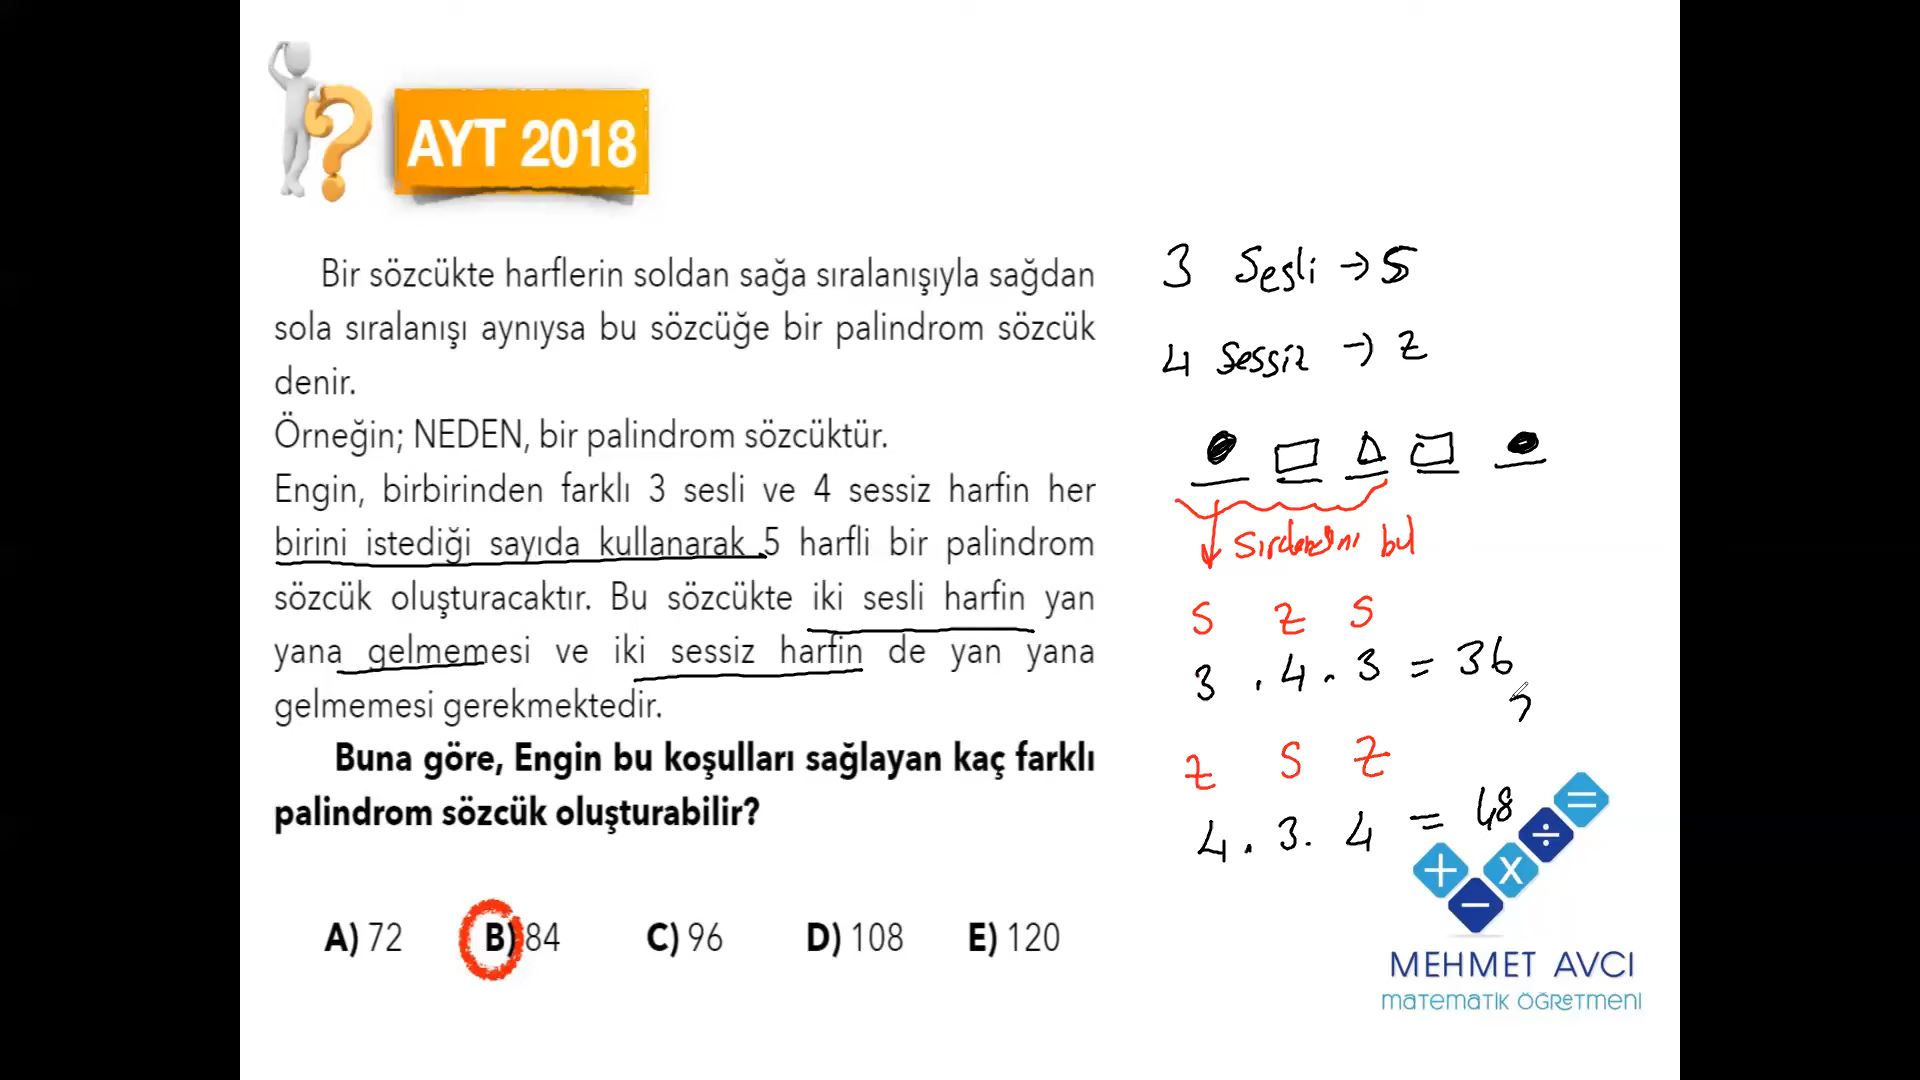 AYT 2018
Bir sözcükte harflerin soldan sağa sıralanışıyla sağdan
sola sıralanışı aynıysa bu sözcüğe bir palindrom sözcük
denir.
Örneğin; NEDEN, bir palindrom sözcüktür.
Engin, birbirinden farklı 3 sesli ve 4 sessiz harfin her
birini istediği sayıda kullanarak 5 harfli bir palindrom
sözcük oluşturacaktır. Bu sözcükte iki sesli harfin yan
yana gelmemesi ve iki sessiz harfin de yan yana
gelmemesi gerekmektedir.
Buna göre, Engin bu koşulları sağlayan kaç farklı
palindrom sözcük oluşturabilir?
A) 72 B) 84 C) 96 D) 108 E) 120
3 Sesli → S
4 Sessiz → Z
bul
S Z S
3 . 4 . 3 = 36
Z S Z
4 . 3 . 4 = 48
+ - x ÷ =
MEHMET AVCI
matematik öğretmeni